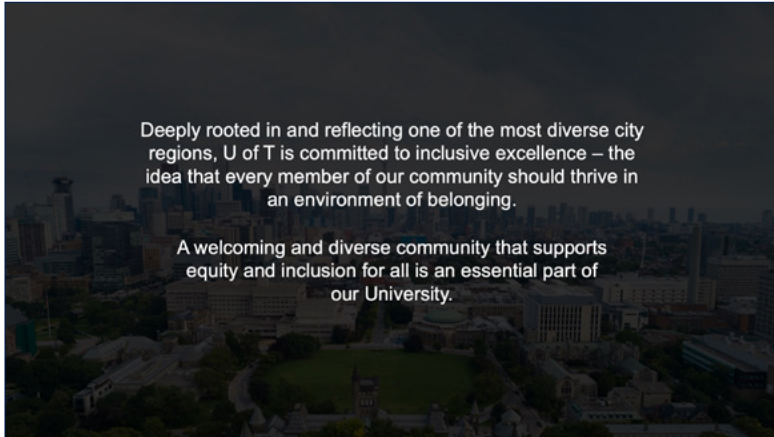 Deeply rooted in and reflecting one of the most diverse city
regions, U of T is committed to inclusive excellence – the
idea that every member of our community should thrive in
an environment of belonging.
A welcoming and diverse community that supports
equity and inclusion for all is an essential part of
our University.